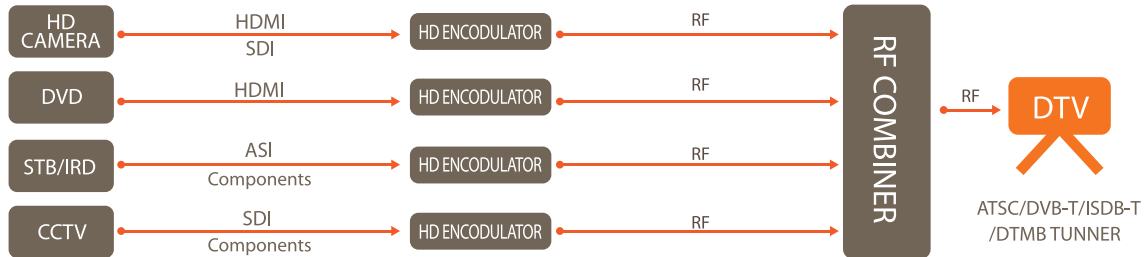 HD
CAMERA
HDMI
SDI
HD ENCODULATOR
RF
DVD
HDMI
HD ENCODULATOR
RF
STB/IRD
ASI
Components
HD ENCODULATOR
RF
CCTV
SDI
Components
HD ENCODULATOR
RF
RF COMBINER
RF
DTV
ATSC/DVB-T/ISDB-T
/DTMB TUNNER